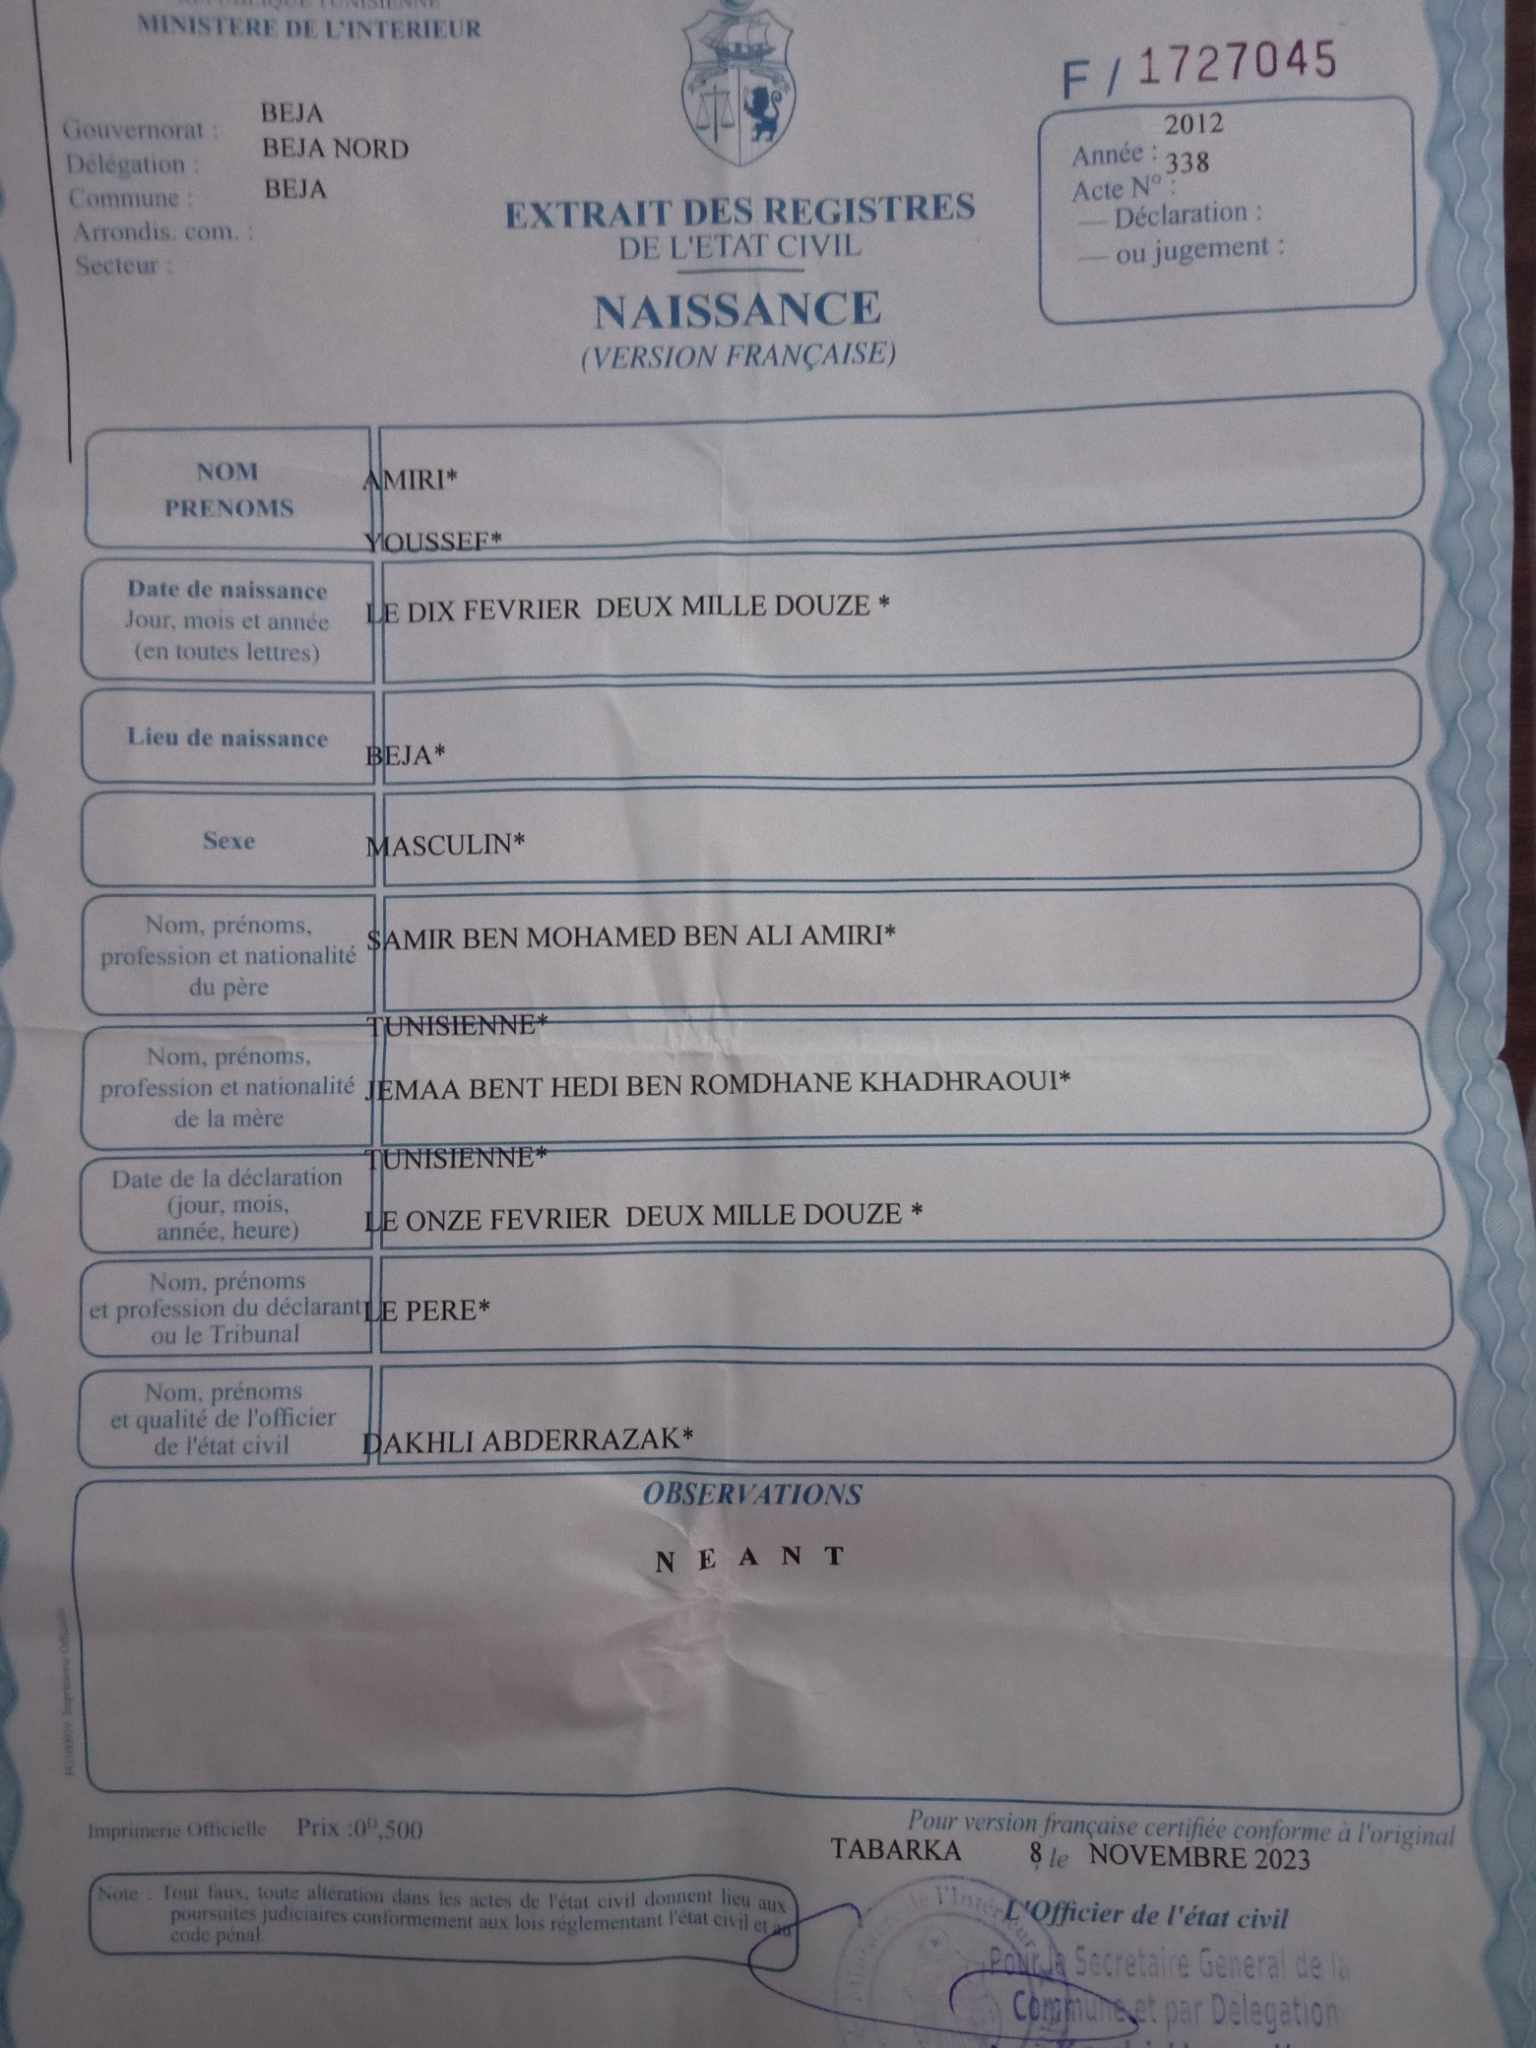 REPUBLIQUE TUNISIENNE
MINISTERE DE L'INTERIEUR
F / 1727045
Gouvernorat : BEJA
Délégation : BEJA NORD
Commune : BEJA
Arrondis. com. :
Secteur :
2012
Année :
338
Acte N° :
— Déclaration :
— ou jugement :
EXTRAIT DES REGISTRES
DE L'ETAT CIVIL
NAISSANCE
(VERSION FRANÇAISE)
NOM
PRENOMS
AMIRI*
YOUSSEF*
Date de naissance
Jour, mois et année
(en toutes lettres)
LE DIX FEVRIER DEUX MILLE DOUZE *
Lieu de naissance
BEJA*
Sexe
MASCULIN*
Nom, prénoms,
profession et nationalité
du père
SAMIR BEN MOHAMED BEN ALI AMIRI*
TUNISIENNE*
Nom, prénoms,
profession et nationalité
de la mère
JEMAA BENT HEDI BEN ROMDHANE KHADHRAOUI*
TUNISIENNE*
Date de la déclaration
(jour, mois,
année, heure)
LE ONZE FEVRIER DEUX MILLE DOUZE *
Nom, prénoms
et profession du déclarant
ou le Tribunal
LE PERE*
Nom, prénoms
et qualité de l'officier
de l'état civil
DAKHLI ABDERRAZAK*
OBSERVATIONS
N E A N T
Imprimerie Officielle
Imprimerie Officielle Prix :0ᴰ,500
Pour version française certifiée conforme à l'original
TABARKA 8 le NOVEMBRE 2023
Note : Tout faux, toute altération dans les actes de l'état civil donnent lieu aux
poursuites judiciaires conformement aux lois réglementant l'état civil et au
code pénal.
L'Officier de l'état civil
de l'Intérieur
Pour la Secretaire General de la
Commune et par Délegation